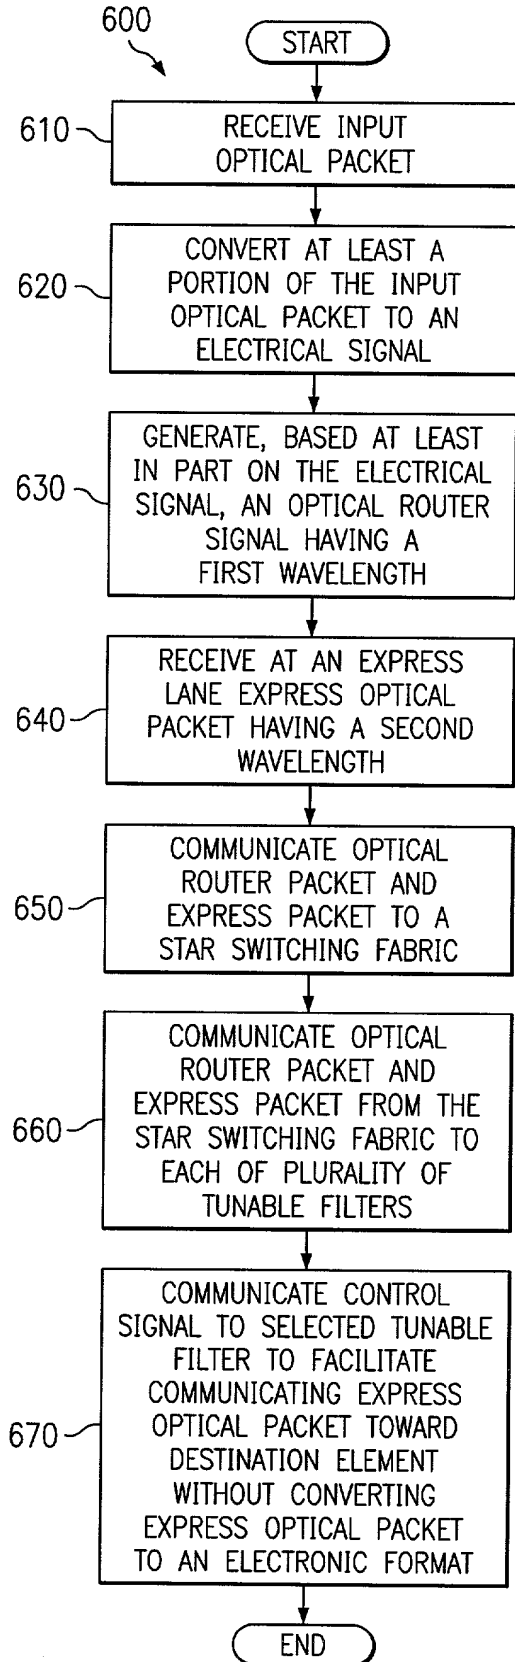 600
START
610
RECEIVE INPUT
OPTICAL PACKET
620
CONVERT AT LEAST A
PORTION OF THE INPUT
OPTICAL PACKET TO AN
ELECTRICAL SIGNAL
630
GENERATE, BASED AT LEAST
IN PART ON THE ELECTRICAL
SIGNAL, AN OPTICAL ROUTER
SIGNAL HAVING A
FIRST WAVELENGTH
640
RECEIVE AT AN EXPRESS
LANE EXPRESS OPTICAL
PACKET HAVING A SECOND
WAVELENGTH
650
COMMUNICATE OPTICAL
ROUTER PACKET AND
EXPRESS PACKET TO A
STAR SWITCHING FABRIC
660
COMMUNICATE OPTICAL
ROUTER PACKET AND
EXPRESS PACKET FROM THE
STAR SWITCHING FABRIC TO
EACH OF PLURALITY OF
TUNABLE FILTERS
670
COMMUNICATE CONTROL
SIGNAL TO SELECTED TUNABLE
FILTER TO FACILITATE
COMMUNICATING EXPRESS
OPTICAL PACKET TOWARD
DESTINATION ELEMENT
WITHOUT CONVERTING
EXPRESS OPTICAL PACKET
TO AN ELECTRONIC FORMAT
END